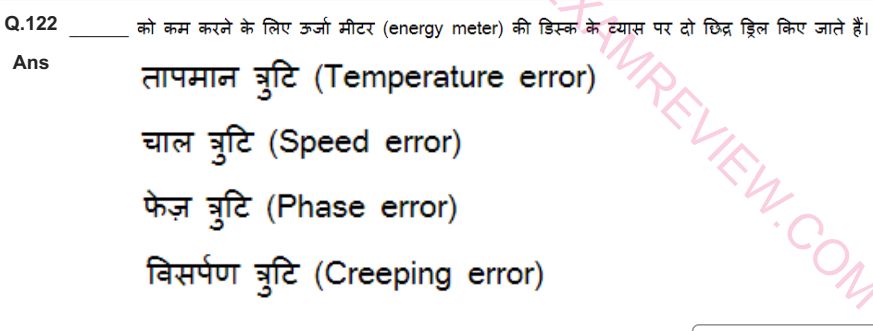 Q.122 ______ को कम करने के लिए ऊर्जा मीटर (energy meter) की डिस्क के व्यास पर दो छिद्र ड्रिल किए जाते हैं।
Ans
तापमान त्रुटि (Temperature error)
चाल त्रुटि (Speed error)
फेज़ त्रुटि (Phase error)
विसर्पण त्रुटि (Creeping error)
EXAMREVIEW.COM